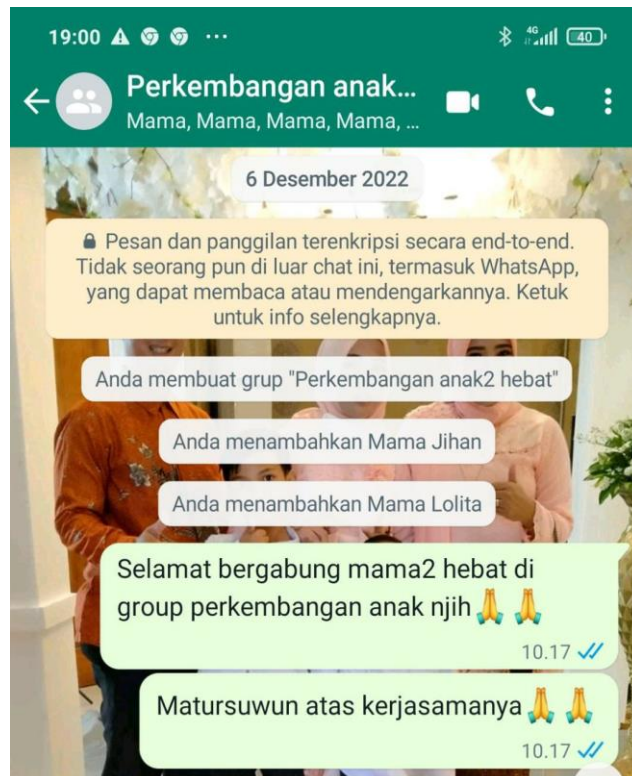 19:00
4G 40
Perkembangan anak...
Mama, Mama, Mama, Mama, ...
6 Desember 2022
Pesan dan panggilan terenkripsi secara end-to-end.
Tidak seorang pun di luar chat ini, termasuk WhatsApp,
yang dapat membaca atau mendengarkannya. Ketuk
untuk info selengkapnya.
Anda membuat grup "Perkembangan anak2 hebat"
Anda menambahkan Mama Jihan
Anda menambahkan Mama Lolita
Selamat bergabung mama2 hebat di
group perkembangan anak njih🙏 🙏
10.17
Matursuwun atas kerjasamanya🙏 🙏
10.17